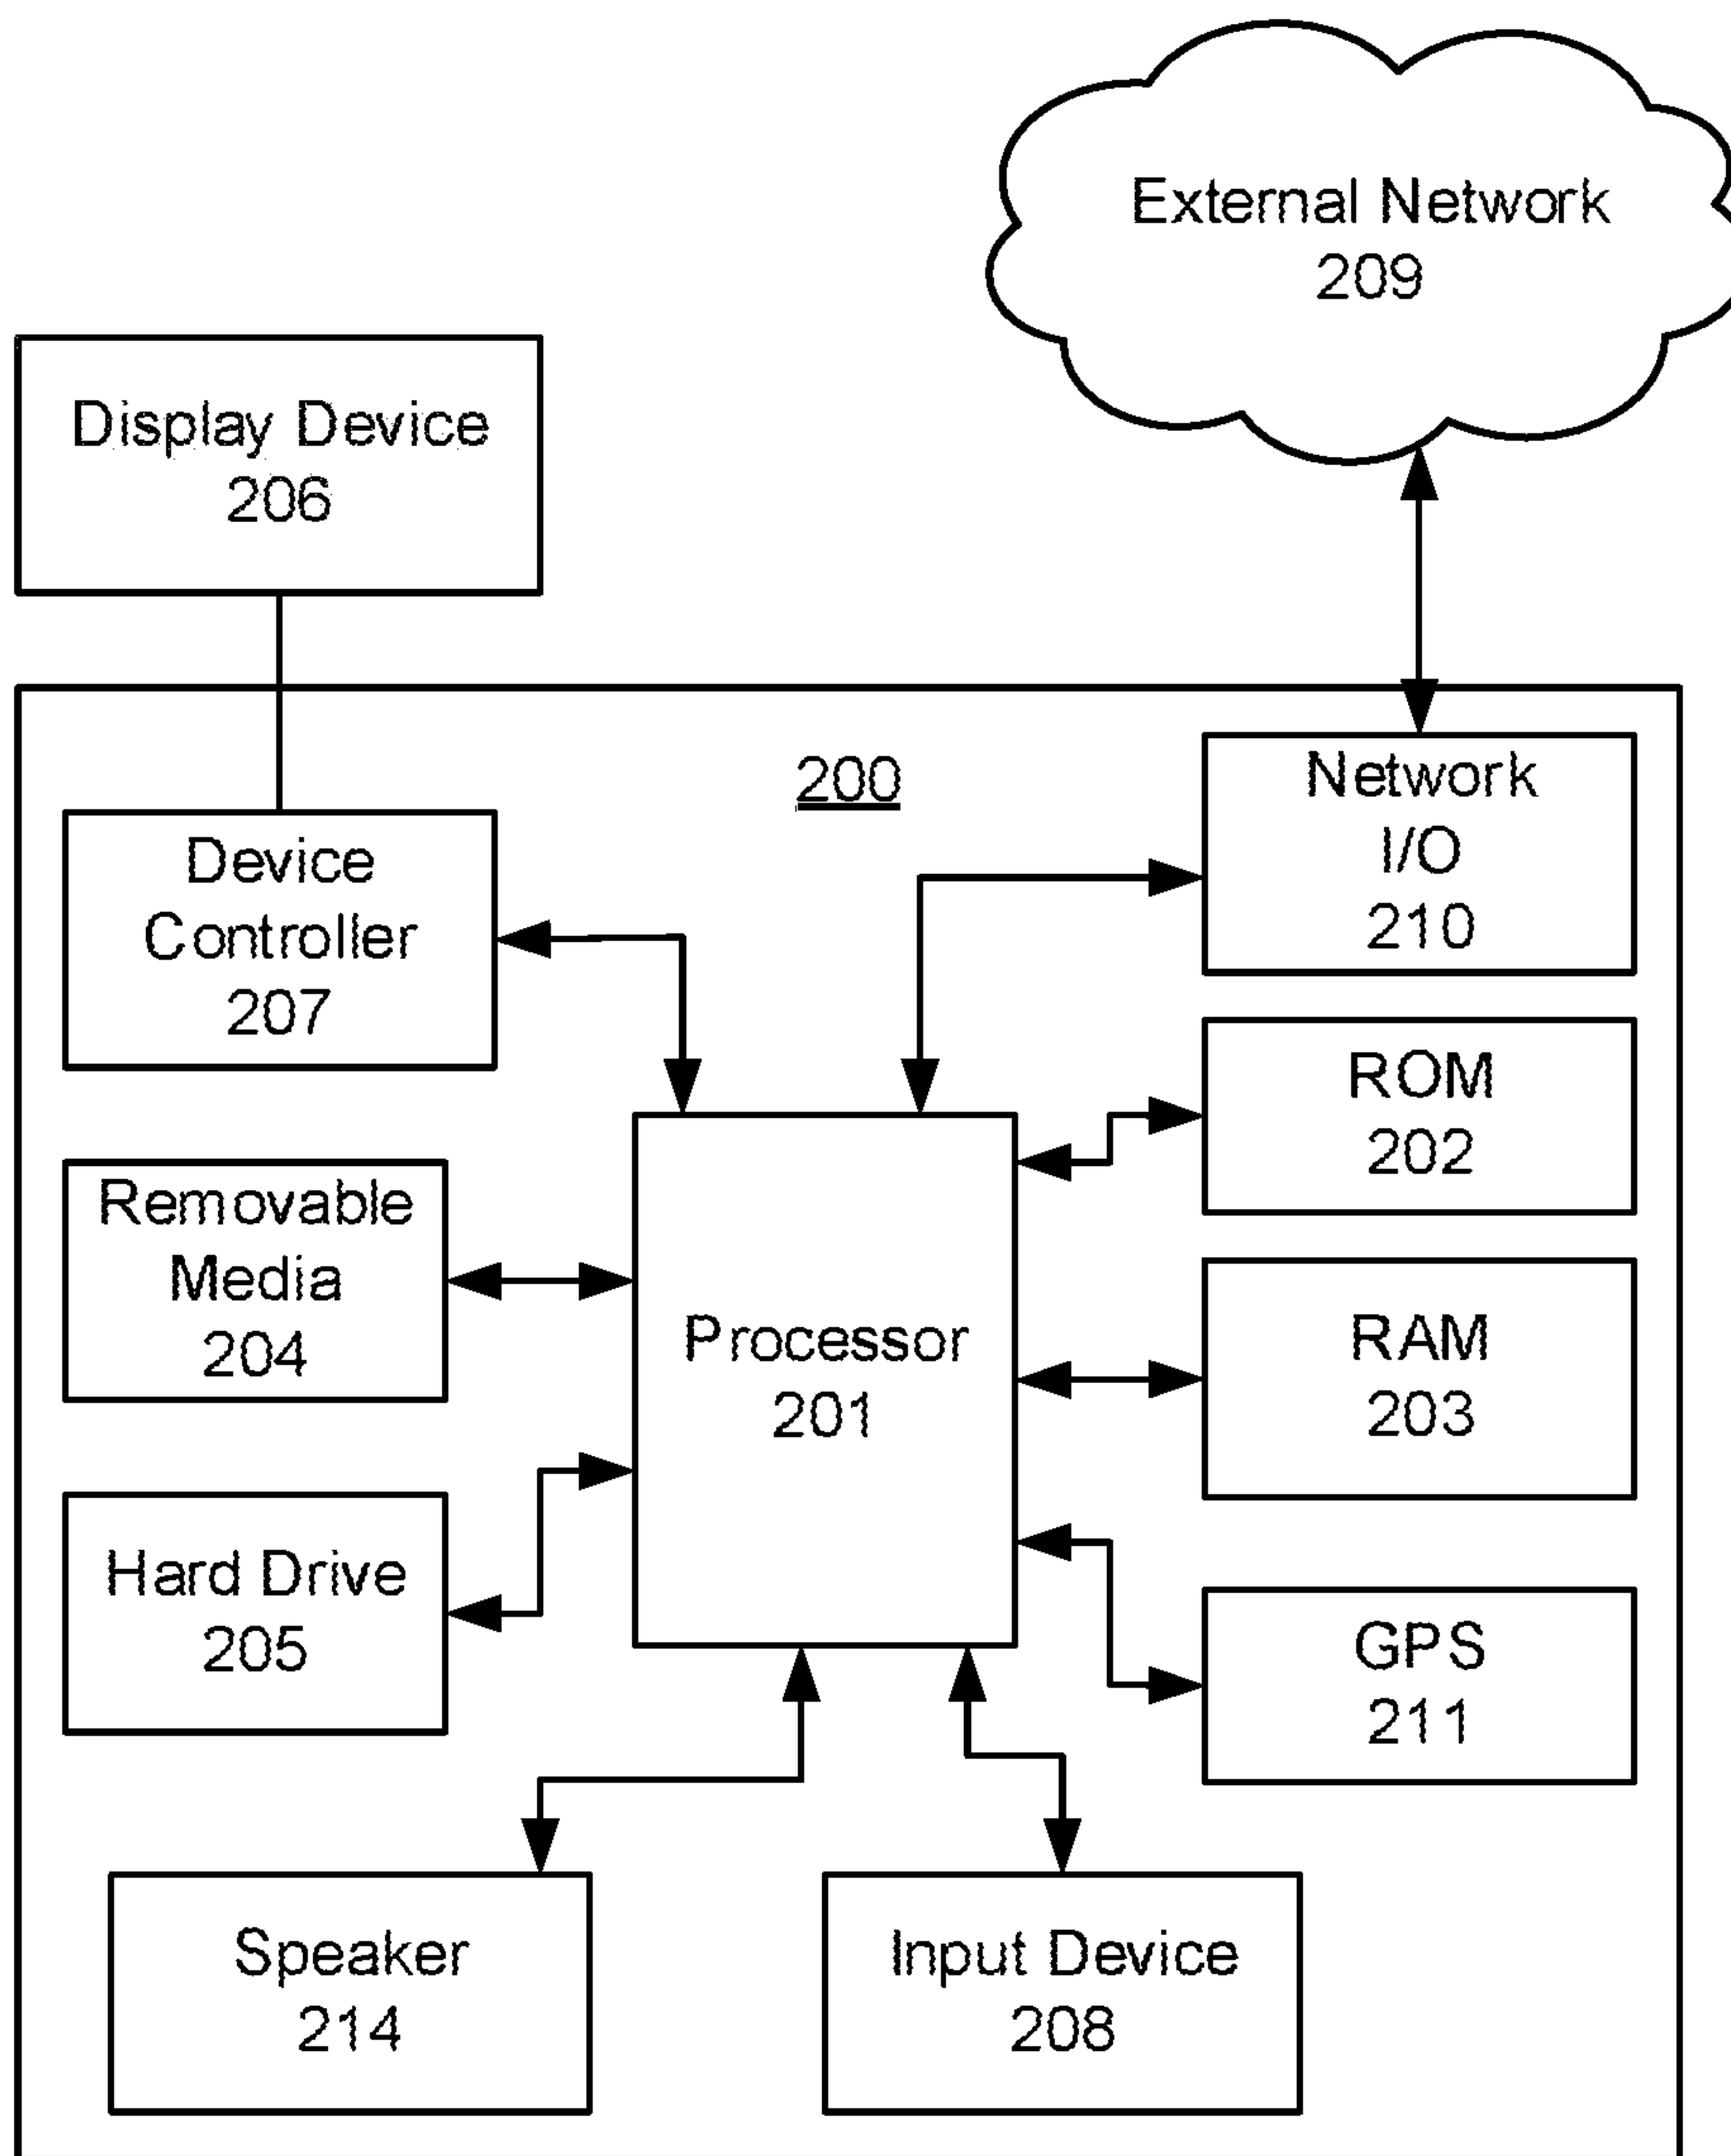 External Network
209
Display Device
206
200
Network
I/O
210
Device
Controller
207
ROM
202
Removable
Media
204
Processor
201
RAM
203
Hard Drive
205
GPS
211
Speaker
214
Input Device
208